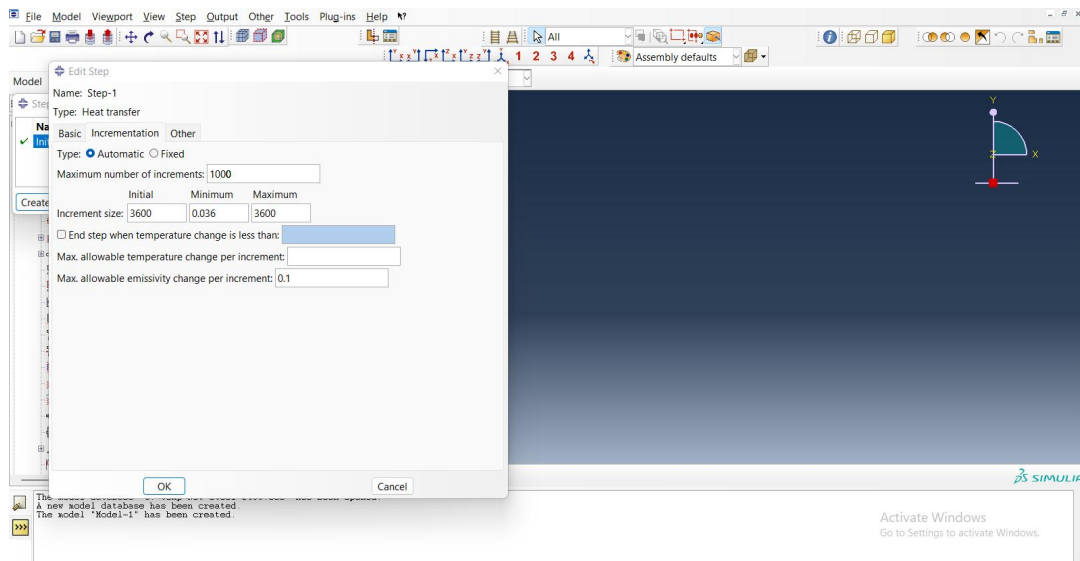 File Model Viewport View Step Output Other Tools Plug-ins Help
All
1 2 3 4 Assembly defaults
Edit Step
Model
Name: Step-1
Type: Heat transfer
Basic Incrementation Other
Type: Automatic Fixed
Maximum number of increments: 1000
Initial Minimum Maximum
Increment size: 3600 0.036 3600
End step when temperature change is less than:
Max. allowable temperature change per increment:
Max. allowable emissivity change per increment: 0.1
Create
OK Cancel
Y
Z X
SIMULIA
A new model database has been created.
The model "Model-1" has been created.
Activate Windows
Go to Settings to activate Windows.